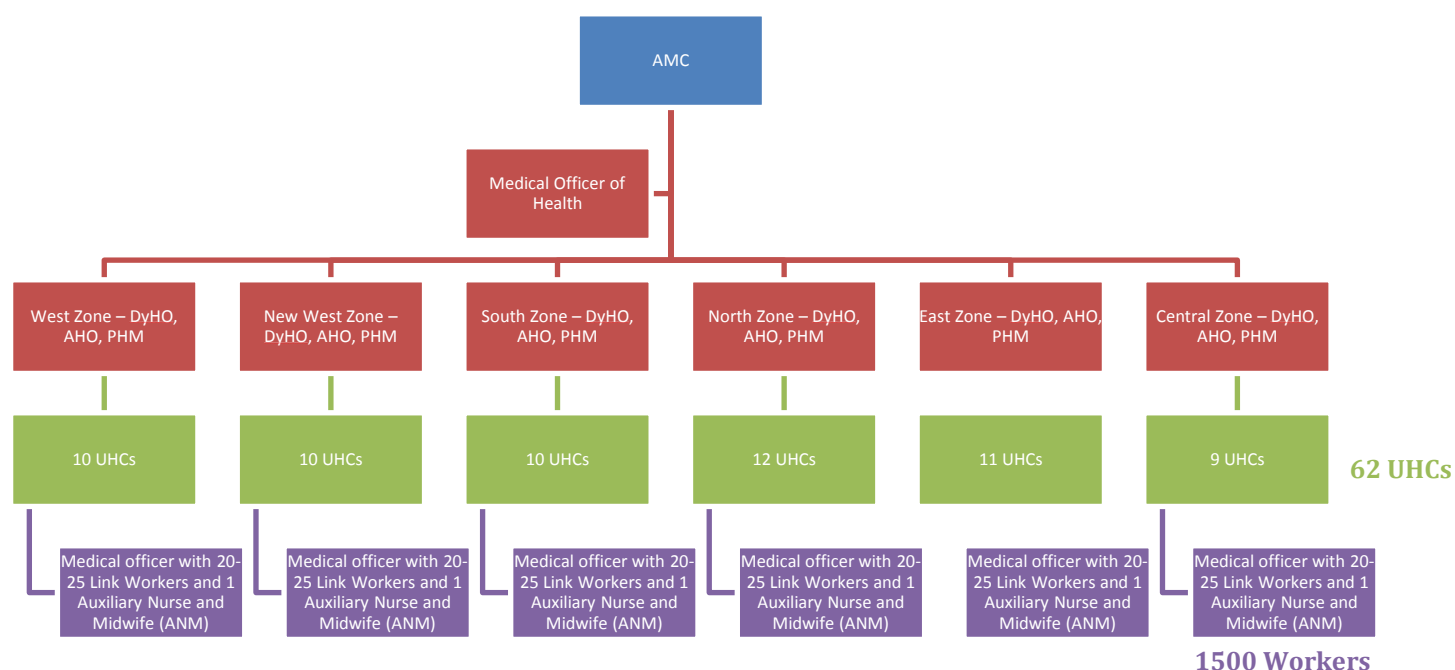 AMC
Medical Officer of
Health
West Zone – DyHO,
AHO, PHM
New West Zone –
DyHO, AHO, PHM
South Zone – DyHO,
AHO, PHM
North Zone – DyHO,
AHO, PHM
East Zone – DyHO, AHO,
PHM
Central Zone – DyHO,
AHO, PHM
10 UHCs
10 UHCs
10 UHCs
12 UHCs
11 UHCs
9 UHCs
62 UHCs
Medical officer with 20-
25 Link Workers and 1
Auxiliary Nurse and
Midwife (ANM)
Medical officer with 20-
25 Link Workers and 1
Auxiliary Nurse and
Midwife (ANM)
Medical officer with 20-
25 Link Workers and 1
Auxiliary Nurse and
Midwife (ANM)
Medical officer with 20-
25 Link Workers and 1
Auxiliary Nurse and
Midwife (ANM)
Medical officer with 20-
25 Link Workers and 1
Auxiliary Nurse and
Midwife (ANM)
Medical officer with 20-
25 Link Workers and 1
Auxiliary Nurse and
Midwife (ANM)
1500 Workers